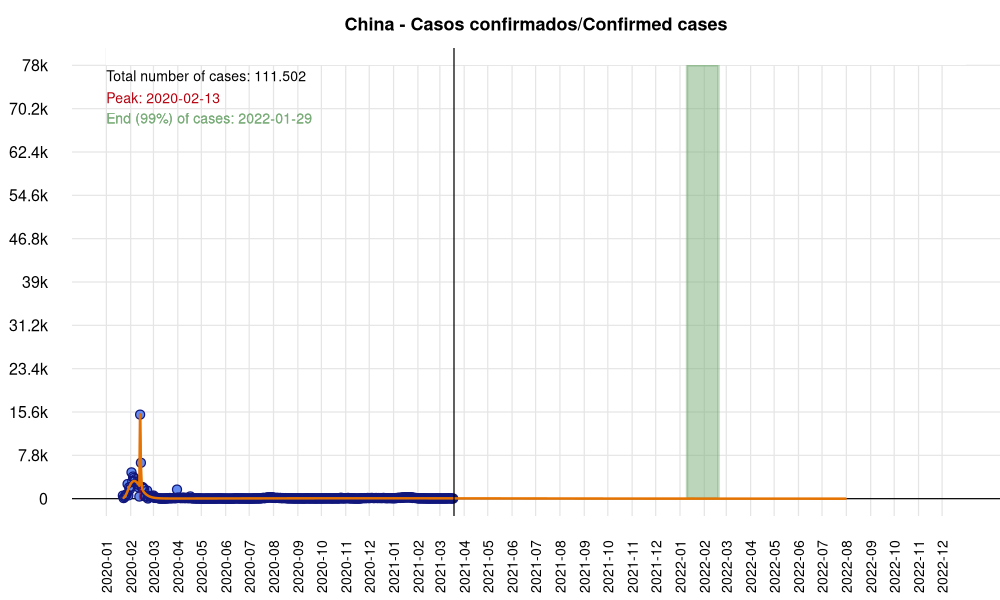 China - Casos confirmados/Confirmed cases
Total number of cases: 111.502
Peak: 2020-02-13
End (99%) of cases: 2022-01-29
78k
70.2k
62.4k
54.6k
46.8k
39k
31.2k
23.4k
15.6k
7.8k
0
2020-01
2020-02
2020-03
2020-04
2020-05
2020-06
2020-07
2020-08
2020-09
2020-10
2020-11
2020-12
2021-01
2021-02
2021-03
2021-04
2021-05
2021-06
2021-07
2021-08
2021-09
2021-10
2021-11
2021-12
2022-01
2022-02
2022-03
2022-04
2022-05
2022-06
2022-07
2022-08
2022-09
2022-10
2022-11
2022-12